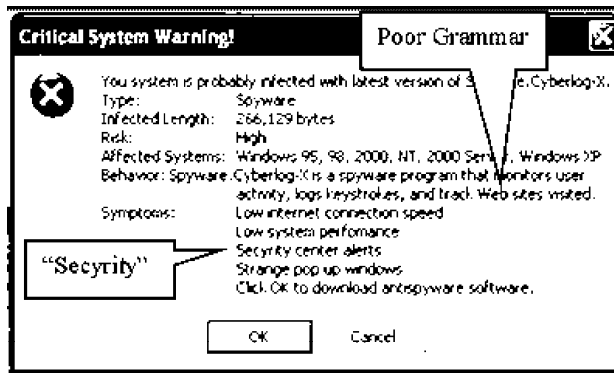 Critical System Warning!
Poor Grammar
You system is probably infected with latest version of Cyberlog-X.
Type: Spyware
Infected Length: 266,129 bytes
Risk: High
Affected Systems: Windows 95, 98, 2000, NT, 2000 Windows XP
Behavior: Spyware.Cyberlog-X is a spyware program that monitors user
activity, logs keystrokes, and track Web sites visited.
Symptoms: Low internet connection speed
Low system perfomance
"Secyrity"
Secyrity center alerts
Strange pop up windows
Click OK to download antispyware software.
OK Cancel